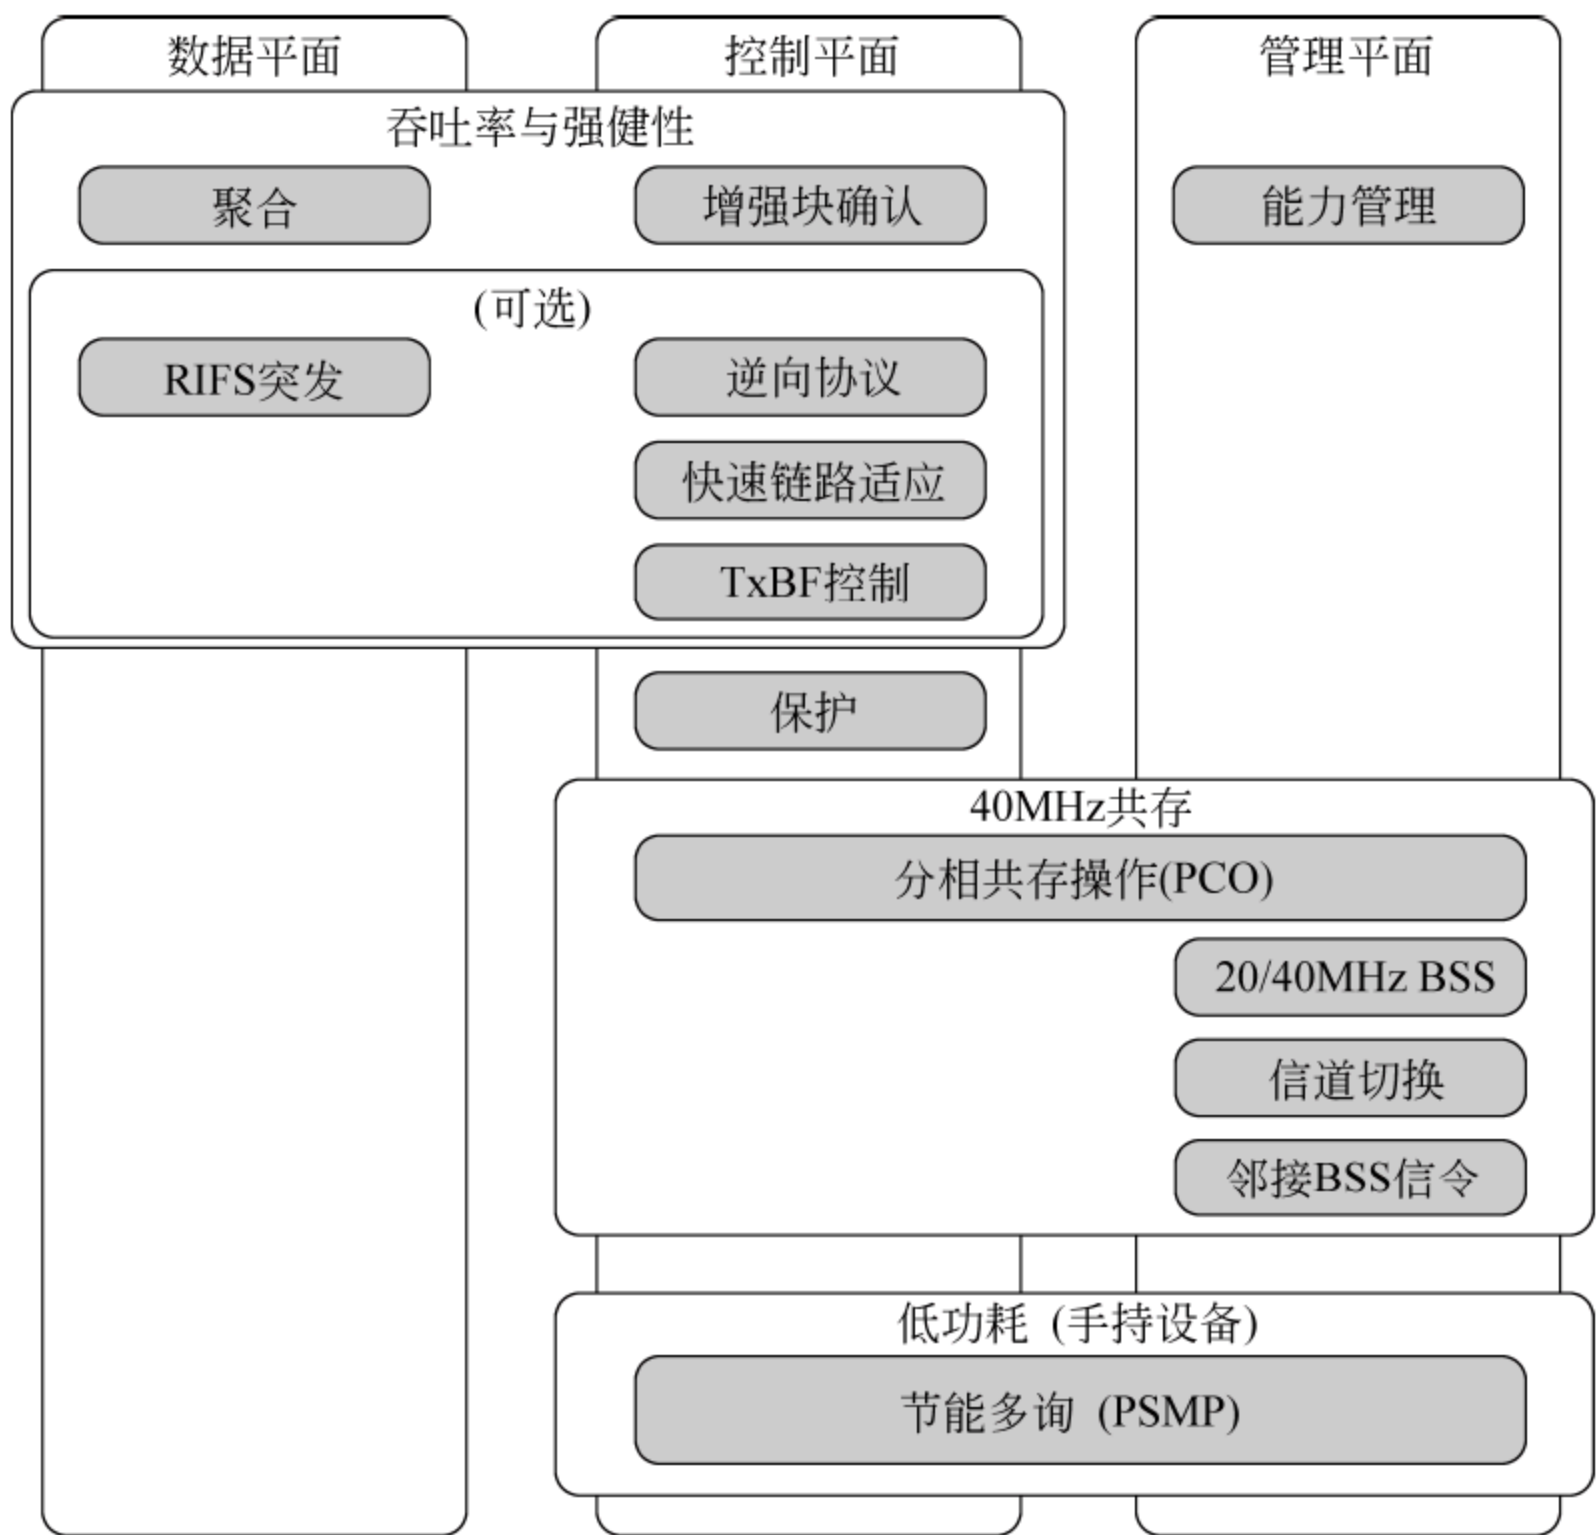 数据平面
控制平面
管理平面
吞吐率与强健性
聚合
增强块确认
能力管理
(可选)
RIFS突发
逆向协议
快速链路适应
TxBF控制
保护
40MHz共存
分相共存操作(PCO)
20/40MHz BSS
信道切换
邻接BSS信令
低功耗 (手持设备)
节能多询 (PSMP)